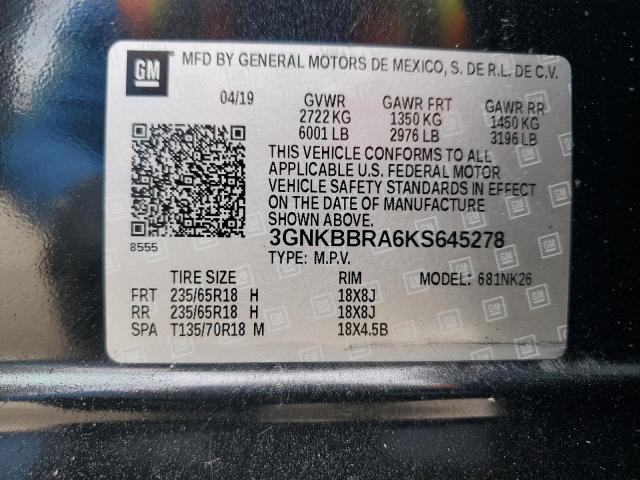 GM MFD BY GENERAL MOTORS DE MEXICO, S. DE R.L. DE C.V.
04/19 GVWR GAWR FRT GAWR RR
2722 KG 1350 KG 1450 KG
6001 LB 2976 LB 3196 LB
THIS VEHICLE CONFORMS TO ALL
APPLICABLE U.S. FEDERAL MOTOR
VEHICLE SAFETY STANDARDS IN EFFECT
ON THE DATE OF MANUFACTURE
SHOWN ABOVE.
8555 3GNKBBRA6KS645278
TYPE: M.P.V.
TIRE SIZE RIM MODEL: 681NK26
FRT 235/65R18 H 18X8J
RR 235/65R18 H 18X8J
SPA T135/70R18 M 18X4.5B